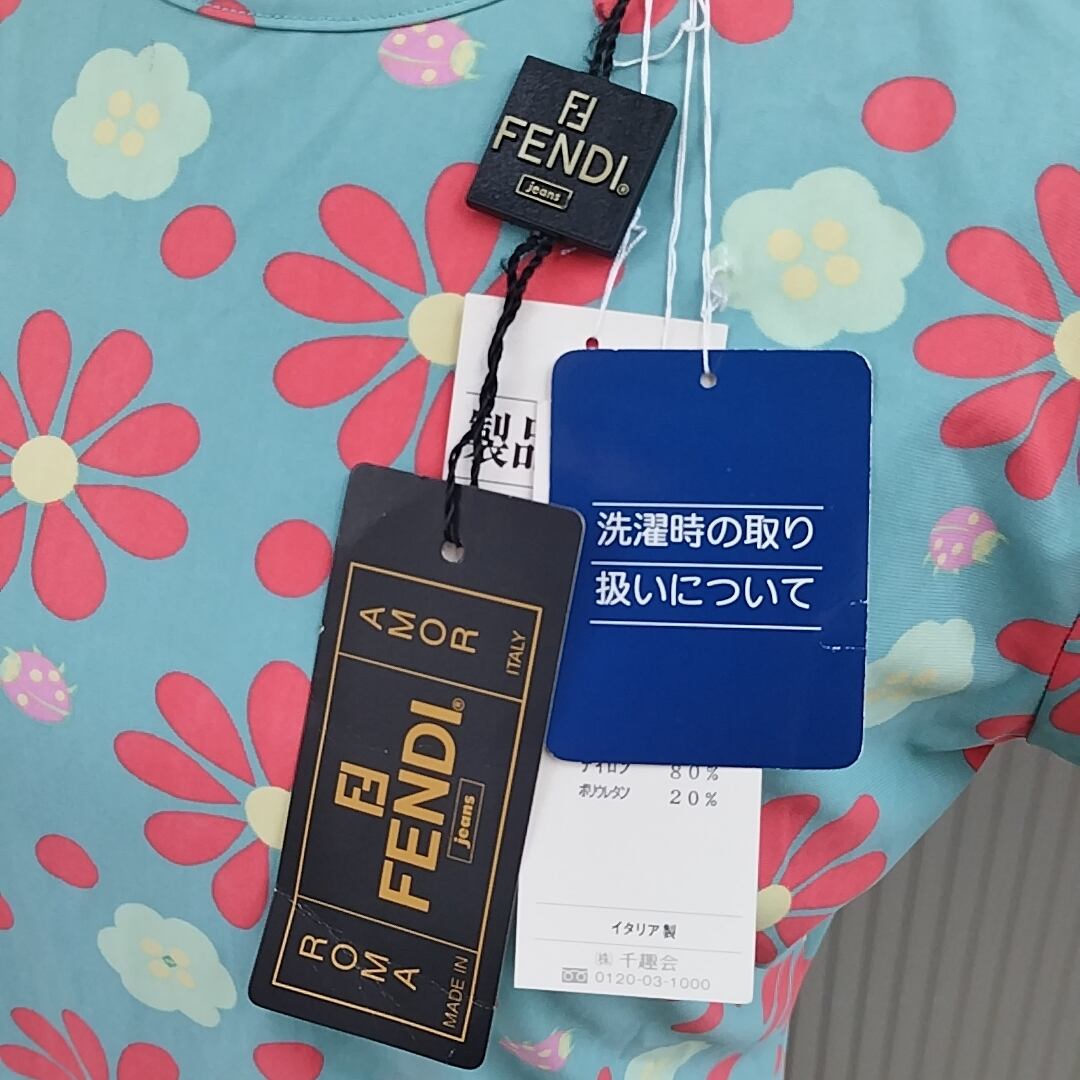 FENDI
jeans
製品
洗濯時の取り
扱いについて
AMOR
ITALY
FENDI
jeans
ROMA
MADE IN
ナイロン 80%
ポリウレタン 20%
イタリア製
㈱ 千趣会
0120-03-1000